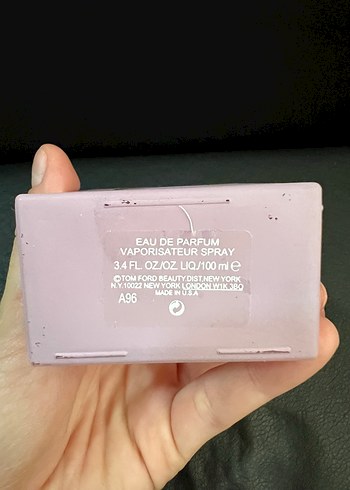 EAU DE PARFUM
VAPORISATEUR SPRAY
3.4 FL. OZ./OZ. LIQ./100 ml ℮
©TOM FORD BEAUTY.DIST.NEW YORK
N.Y.10022 NEW YORK LONDON W1K 3BQ
MADE IN U.S.A
A96